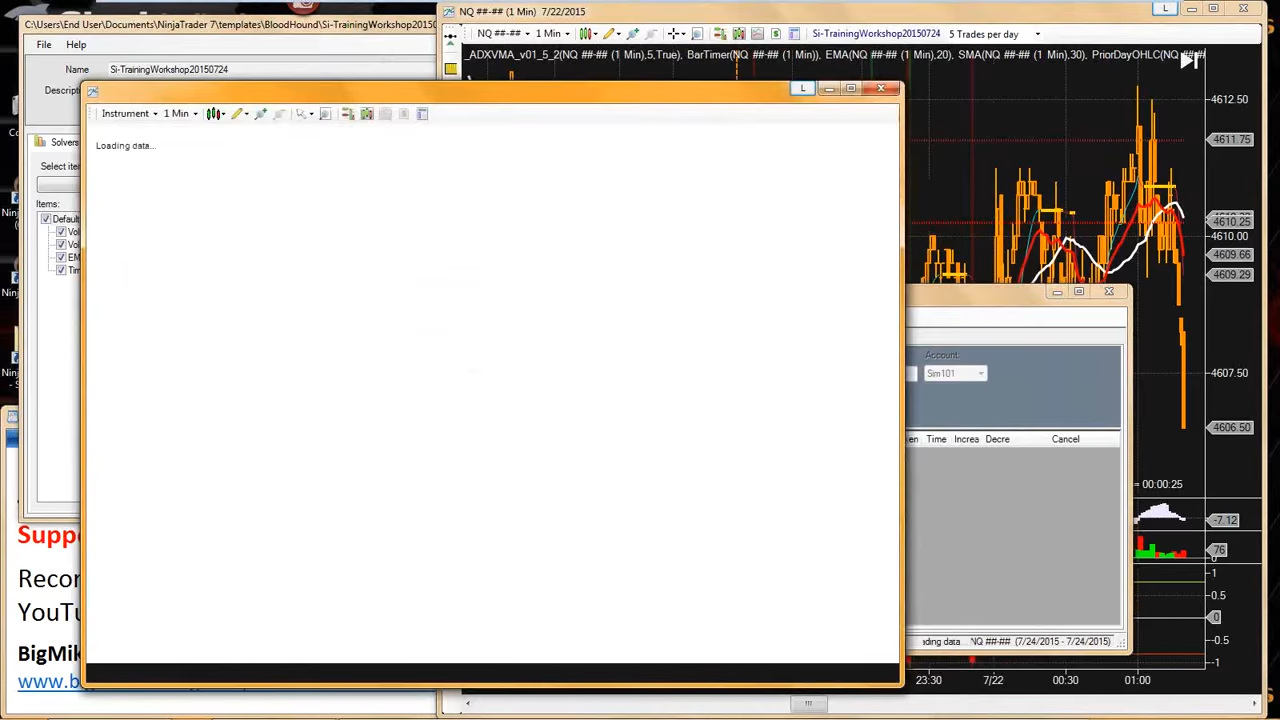 C:\Users\End User\Documents\NinjaTrader 7\templates\BloodHound\Si-TrainingWorkshop2015070
File Help
Name Si-TrainingWorkshop20150724
Solvers
Items:
Default
EM
Tim
NQ ##-## (1 Min) 7/22/2015
L
NQ ##-## 1 Min Si-TrainingWorkshop20150724 5 Trades per day
_ADXVMA_v01_5_2(NQ ##-## (1 Min),5,True), BarTimer(NQ ##-## (1 Min)), EMA(NQ ##-## (1 Min),20), SMA(NQ ##-## (1 Min),30), PriorDayOHLC(NQ ##-##
L
Instrument 1 Min
Loading data...
4612.50
4611.75
4610.25
4610.00
4609.66
4609.29
4607.50
4606.50
= 00:00:25
-7.12
76
0
1
0.5
0
-0.5
-1
23:30 7/22 00:30 01:00
Account:
Sim101
Time Increa Decre Cancel
ading data... NQ ##-## (7/24/2015 - 7/24/2015)
Supp
Recor
YouTu
BigMik
www.b